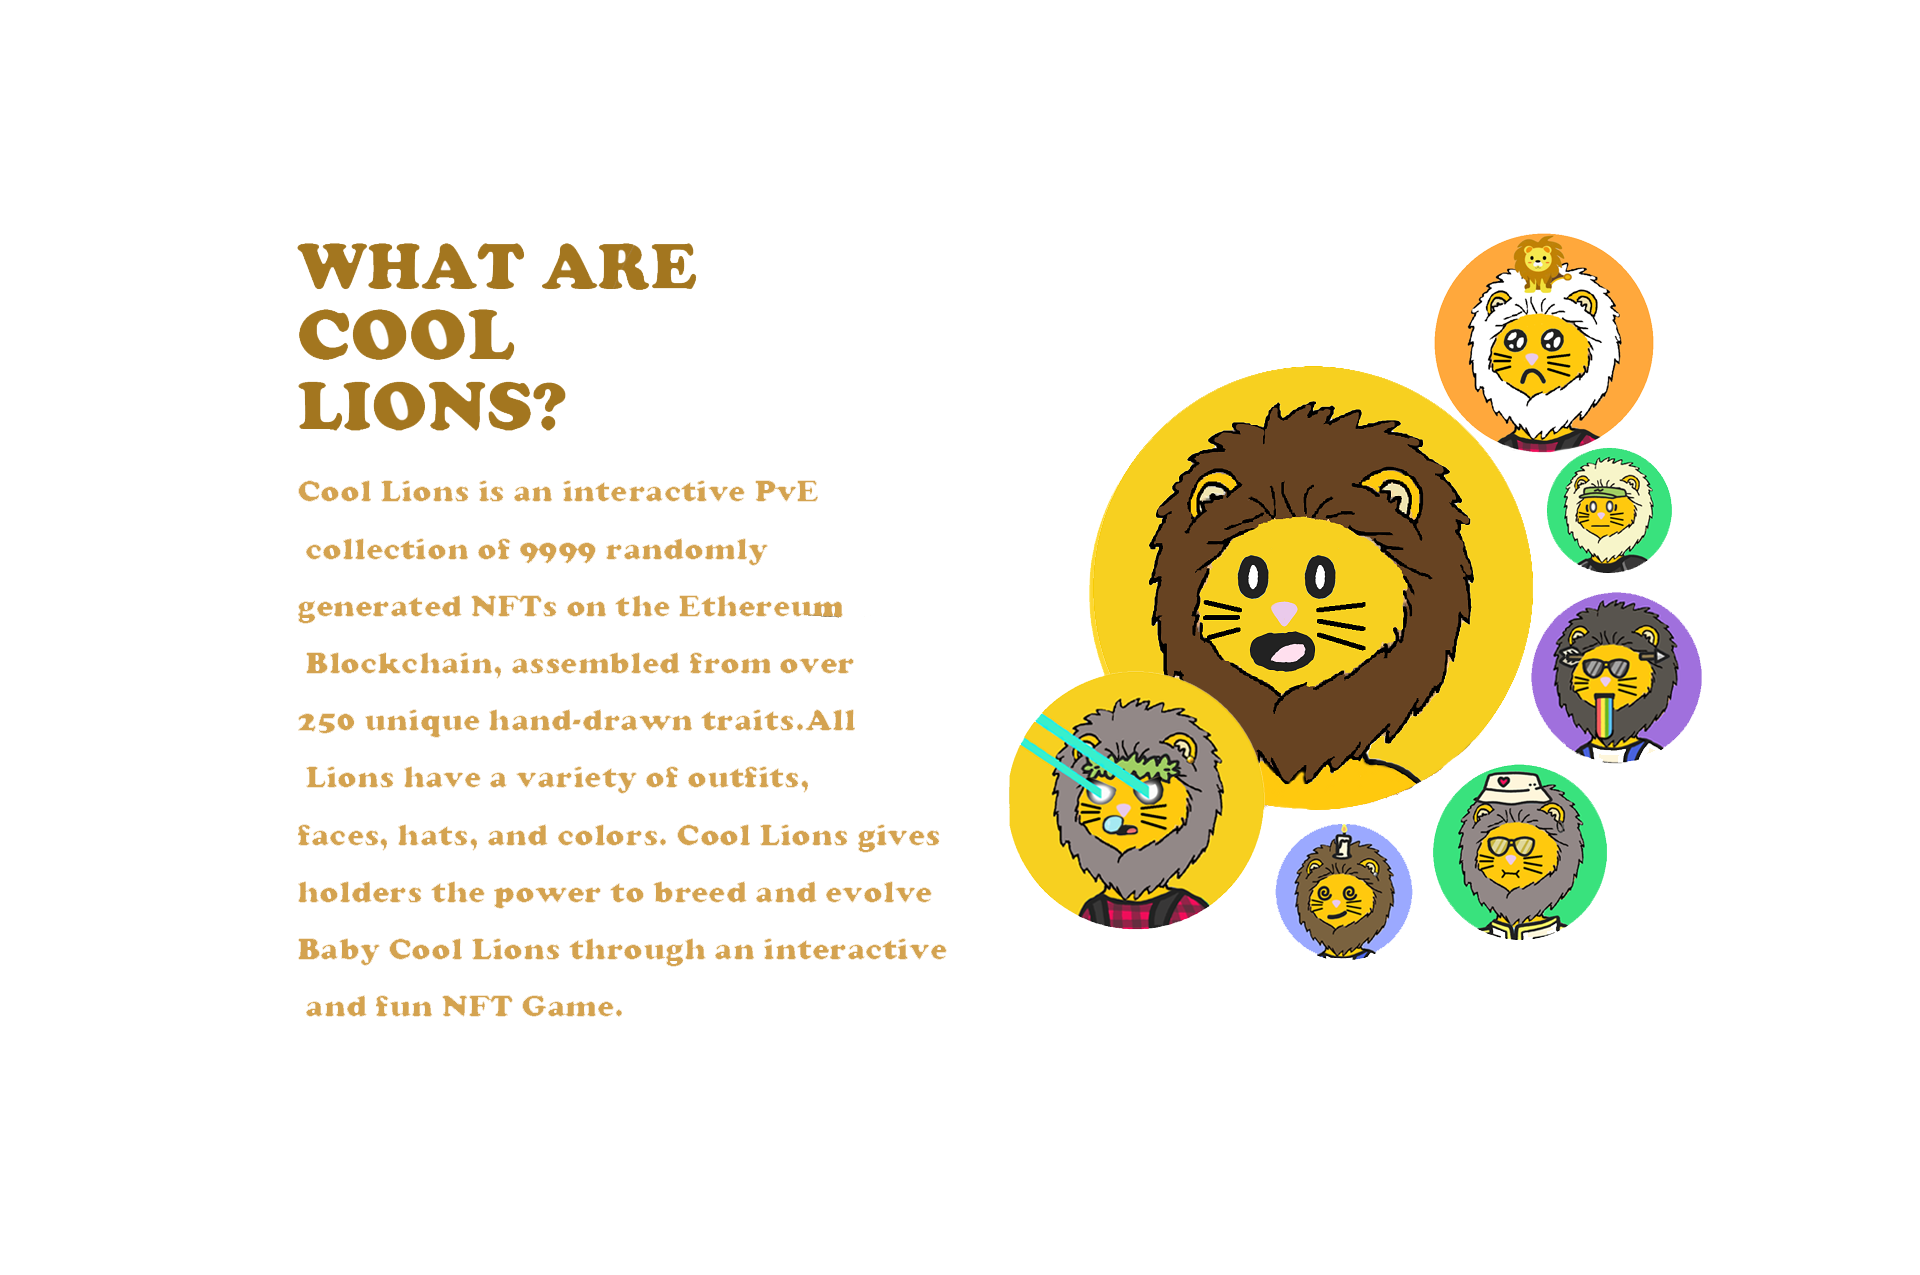 WHAT ARE
COOL
LIONS?
Cool Lions is an interactive PvE
collection of 9999 randomly
generated NFTs on the Ethereum
Blockchain, assembled from over
250 unique hand-drawn traits.All
Lions have a variety of outfits,
faces, hats, and colors. Cool Lions gives
holders the power to breed and evolve
Baby Cool Lions through an interactive
and fun NFT Game.